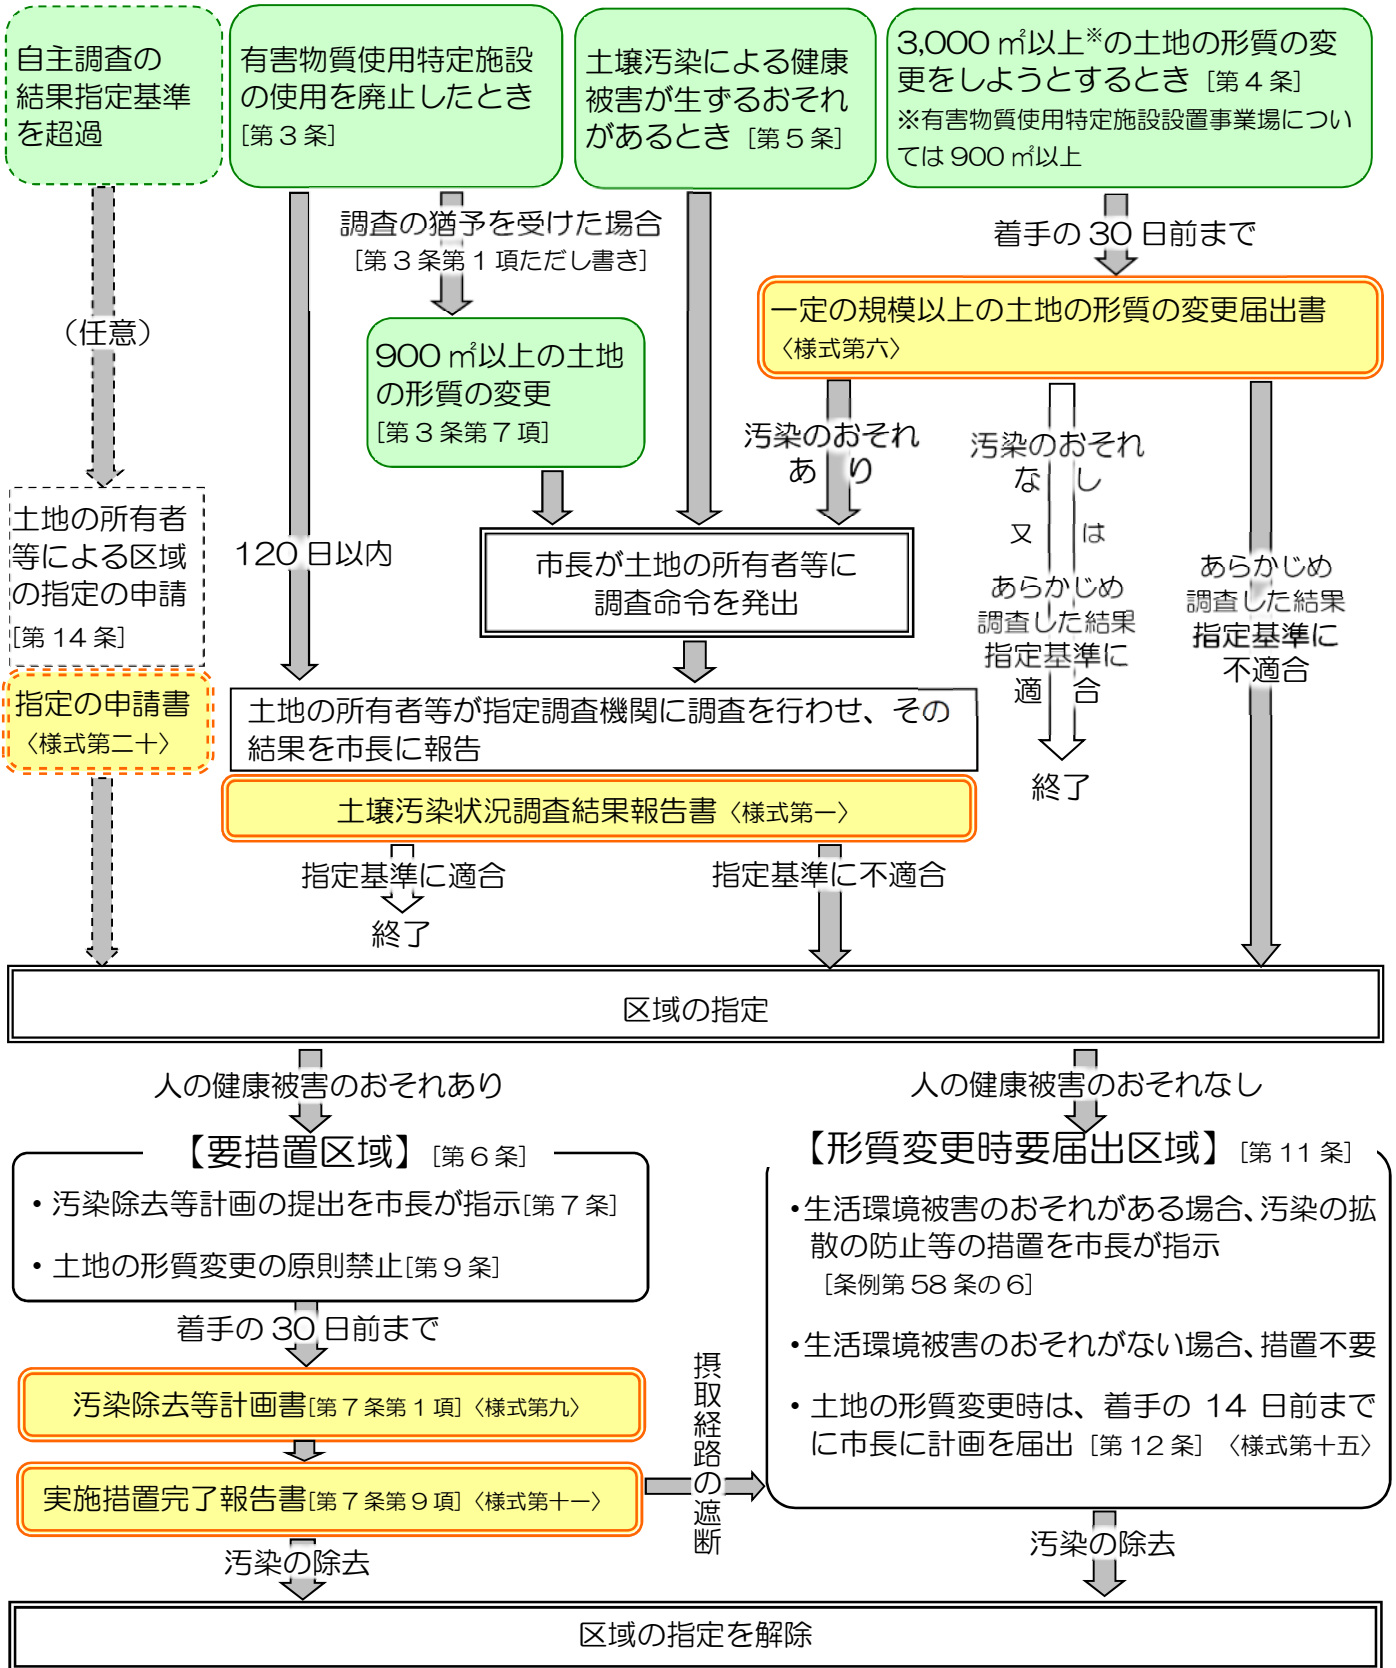 自主調査の
結果指定基準
を超過
有害物質使用特定施設
の使用を廃止したとき
[第3条]
土壌汚染による健康
被害が生ずるおそれ
があるとき [第5条]
3,000㎡以上※の土地の形質の変
更をしようとするとき [第4条]
※有害物質使用特定施設設置事業場につい
ては900㎡以上
調査の猶予を受けた場合
[第3条第1項ただし書き]
着手の30日前まで
(任意)
900㎡以上の土地
の形質の変更
[第3条第7項]
一定の規模以上の土地の形質の変更届出書
〈様式第六〉
汚染のおそれ
あり
汚染のおそれ
なし
又は
あらかじめ
調査した結果
指定基準に
適合
終了
あらかじめ
調査した結果
指定基準に
不適合
土地の所有者
等による区域
の指定の申請
[第14条]
120日以内
市長が土地の所有者等に
調査命令を発出
指定の申請書
〈様式第二十〉
土地の所有者等が指定調査機関に調査を行わせ、その
結果を市長に報告
土壌汚染状況調査結果報告書〈様式第一〉
指定基準に適合
終了
指定基準に不適合
区域の指定
人の健康被害のおそれあり
人の健康被害のおそれなし
【要措置区域】[第6条]
・汚染除去等計画の提出を市長が指示[第7条]
・土地の形質変更の原則禁止[第9条]
着手の30日前まで
汚染除去等計画書[第7条第1項]〈様式第九〉
実施措置完了報告書[第7条第9項]〈様式第十一〉
汚染の除去
摂取経路の遮断
【形質変更時要届出区域】[第11条]
・生活環境被害のおそれがある場合、汚染の拡
散の防止等の措置を市長が指示
[条例第58条の6]
・生活環境被害のおそれがない場合、措置不要
・土地の形質変更時は、着手の14日前まで
に市長に計画を届出 [第12条] 〈様式第十五〉
汚染の除去
区域の指定を解除